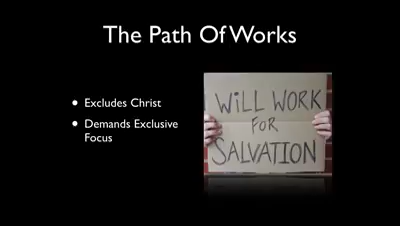 The Path Of Works
• Excludes Christ
• Demands Exclusive
Focus
WiLL WORK
FOR
SALVATION